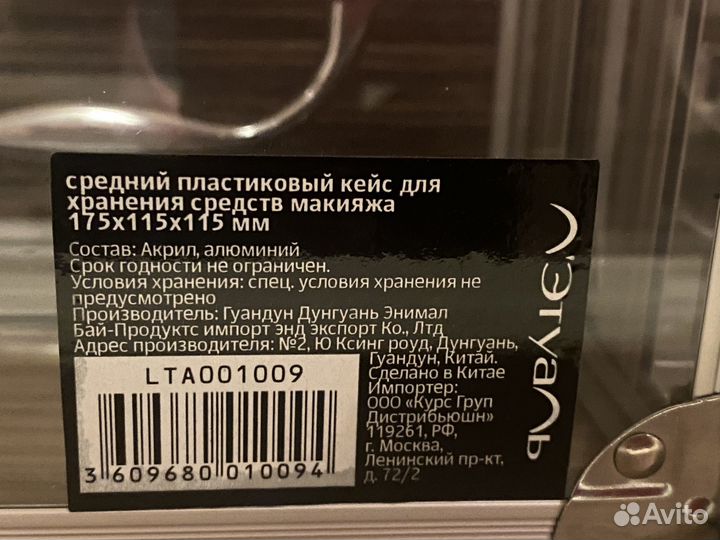 средний пластиковый кейс для
хранения средств макияжа
175х115х115 мм
Состав: Акрил, алюминий
Срок годности не ограничен.
Условия хранения: спец. условия хранения не
предусмотрено
Производитель: Гуандун Дунгуань Энимал
Бай-Продуктс импорт энд экспорт Ко., Лтд
Адрес производителя: №2, Ю Ксинг роуд, Дунгуань,
Гуандун, Китай.
Сделано в Китае
Импортер:
ООО «Курс Груп
Дистрибьюшн»
119261, РФ,
г. Москва,
Ленинский пр-кт,
д. 72/2
LTA001009
3 609680 010094
Л'ЭТУАЛЬ
Avito